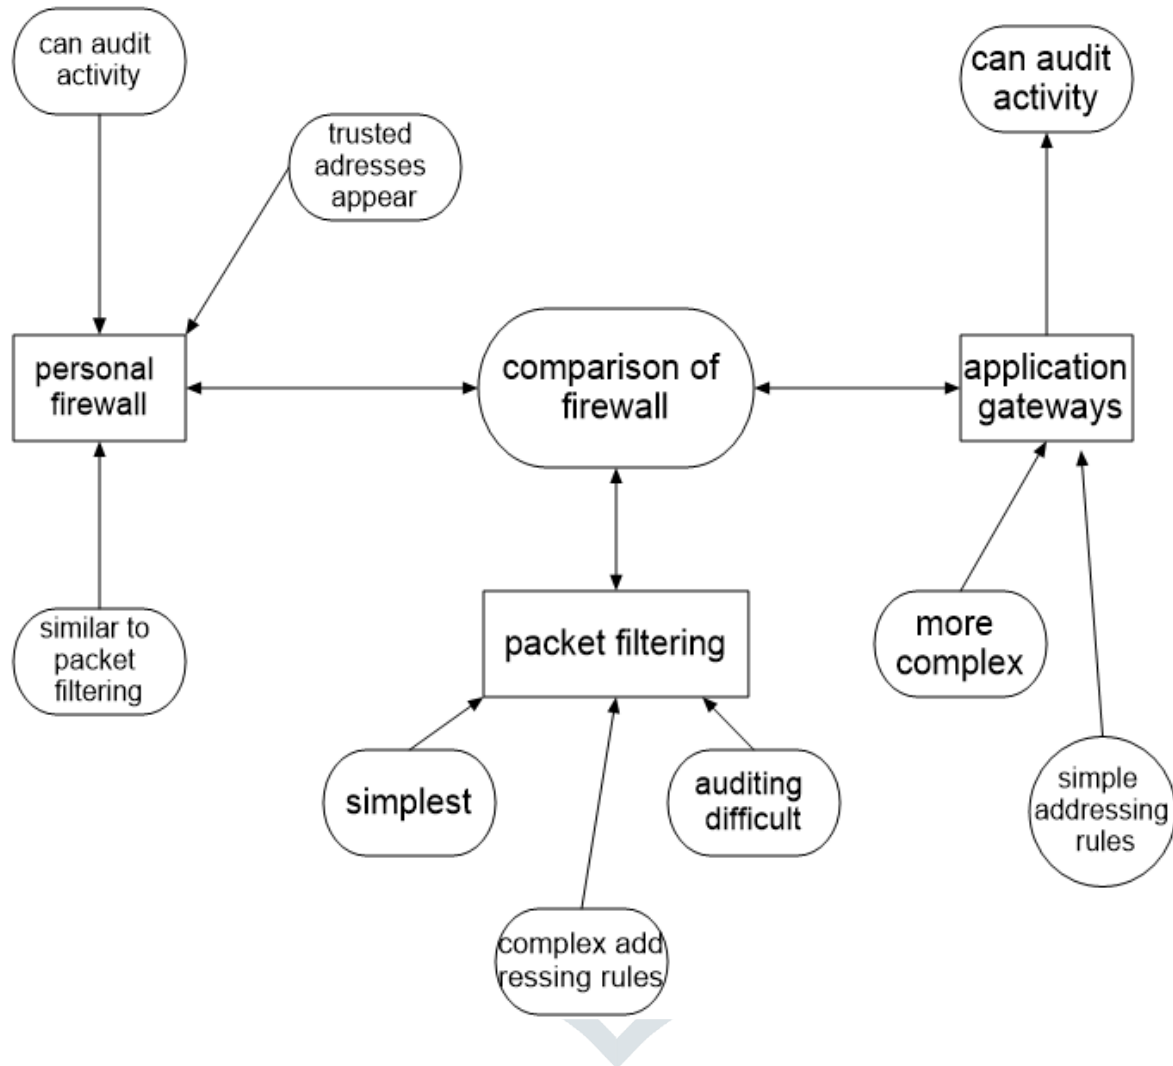 can audit
activity
trusted
adresses
appear
can audit
activity
personal
firewall
comparison of
firewall
application
gateways
similar to
packet
filtering
packet filtering
more
complex
simplest
auditing
difficult
simple
addressing
rules
complex add
ressing rules